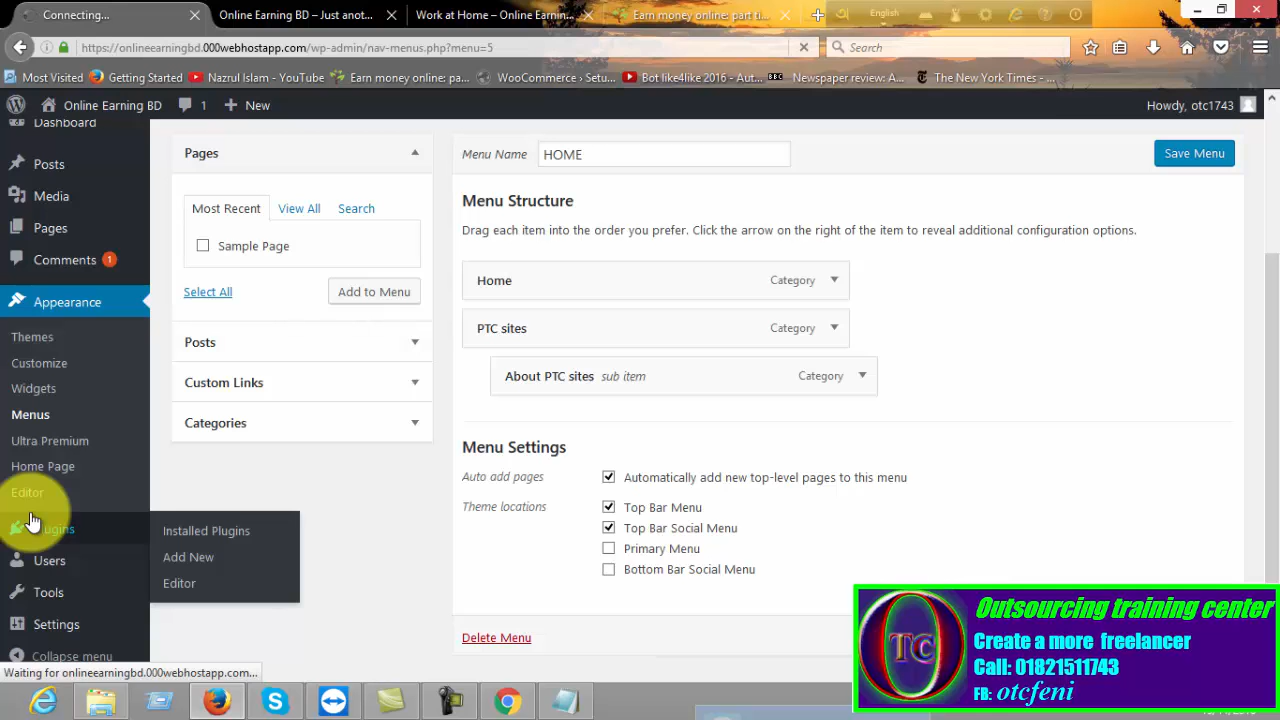 Connecting...
Online Earning BD – Just anot...
Work at Home – Online Earnin...
Earn money online: part ti...
English
https://onlineearningbd.000webhostapp.com/wp-admin/nav-menus.php?menu=5
Search
Most Visited
Getting Started
Nazrul Islam - YouTube
Earn money online: pa...
WooCommerce › Setu...
Bot like4like 2016 - Aut...
BBC
Newspaper review: A...
The New York Times - ...
Online Earning BD
1
New
Howdy, otc1743
Dashboard
Posts
Media
Pages
Comments 1
Appearance
Themes
Customize
Widgets
Menus
Ultra Premium
Home Page
Editor
Plugins
Users
Tools
Settings
Collapse menu
Installed Plugins
Add New
Editor
Pages
Most Recent
View All
Search
Sample Page
Select All
Add to Menu
Posts
Custom Links
Categories
Menu Name
HOME
Save Menu
Menu Structure
Drag each item into the order you prefer. Click the arrow on the right of the item to reveal additional configuration options.
Home
Category
PTC sites
Category
About PTC sites sub item
Category
Menu Settings
Auto add pages
Automatically add new top-level pages to this menu
Theme locations
Top Bar Menu
Top Bar Social Menu
Primary Menu
Bottom Bar Social Menu
Delete Menu
Waiting for onlineearningbd.000webhostapp.com...
OTC
Outsourcing training center
Create a more freelancer
Call: 01821511743
FB: otcfeni